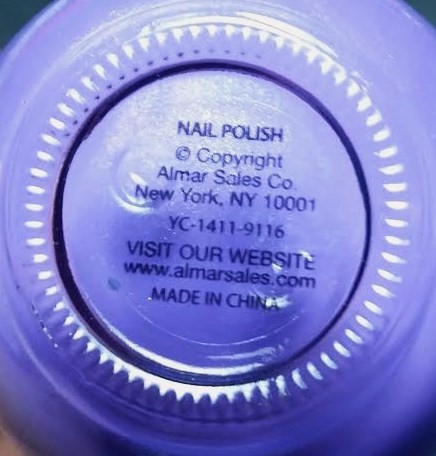 NAIL POLISH
© Copyright
Almar Sales Co.
New York, NY 10001
YC-1411-9116
VISIT OUR WEBSITE
www.almarsales.com
MADE IN CHINA